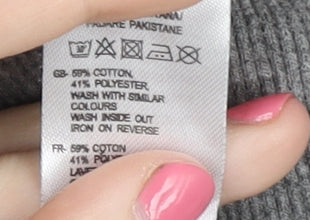 PAKISTANE
GB- 59% COTTON,
41% POLYESTER,
WASH WITH SIMILAR
COLOURS
WASH INSIDE OUT
IRON ON REVERSE
FR- 59% COTTON
41%